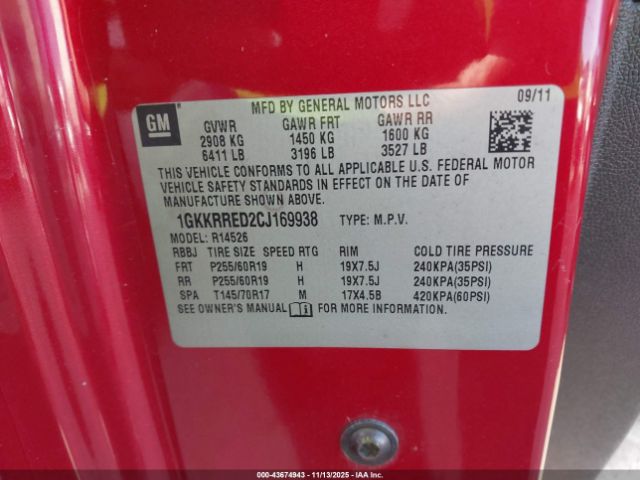 MFD BY GENERAL MOTORS LLC 09/11
GM
GVWR GAWR FRT GAWR RR
2908 KG 1450 KG 1600 KG
6411 LB 3196 LB 3527 LB
THIS VEHICLE CONFORMS TO ALL APPLICABLE U.S. FEDERAL MOTOR
VEHICLE SAFETY STANDARDS IN EFFECT ON THE DATE OF
MANUFACTURE SHOWN ABOVE.
1GKKRRED2CJ169938 TYPE: M.P.V.
MODEL: R14526
RBBJ TIRE SIZE SPEED RTG RIM COLD TIRE PRESSURE
FRT P255/60R19 H 19X7.5J 240KPA(35PSI)
RR P255/60R19 H 19X7.5J 240KPA(35PSI)
SPA T145/70R17 M 17X4.5B 420KPA(60PSI)
SEE OWNER'S MANUAL FOR MORE INFORMATION.
000-43674943 - 11/13/2025 - IAAI.COM